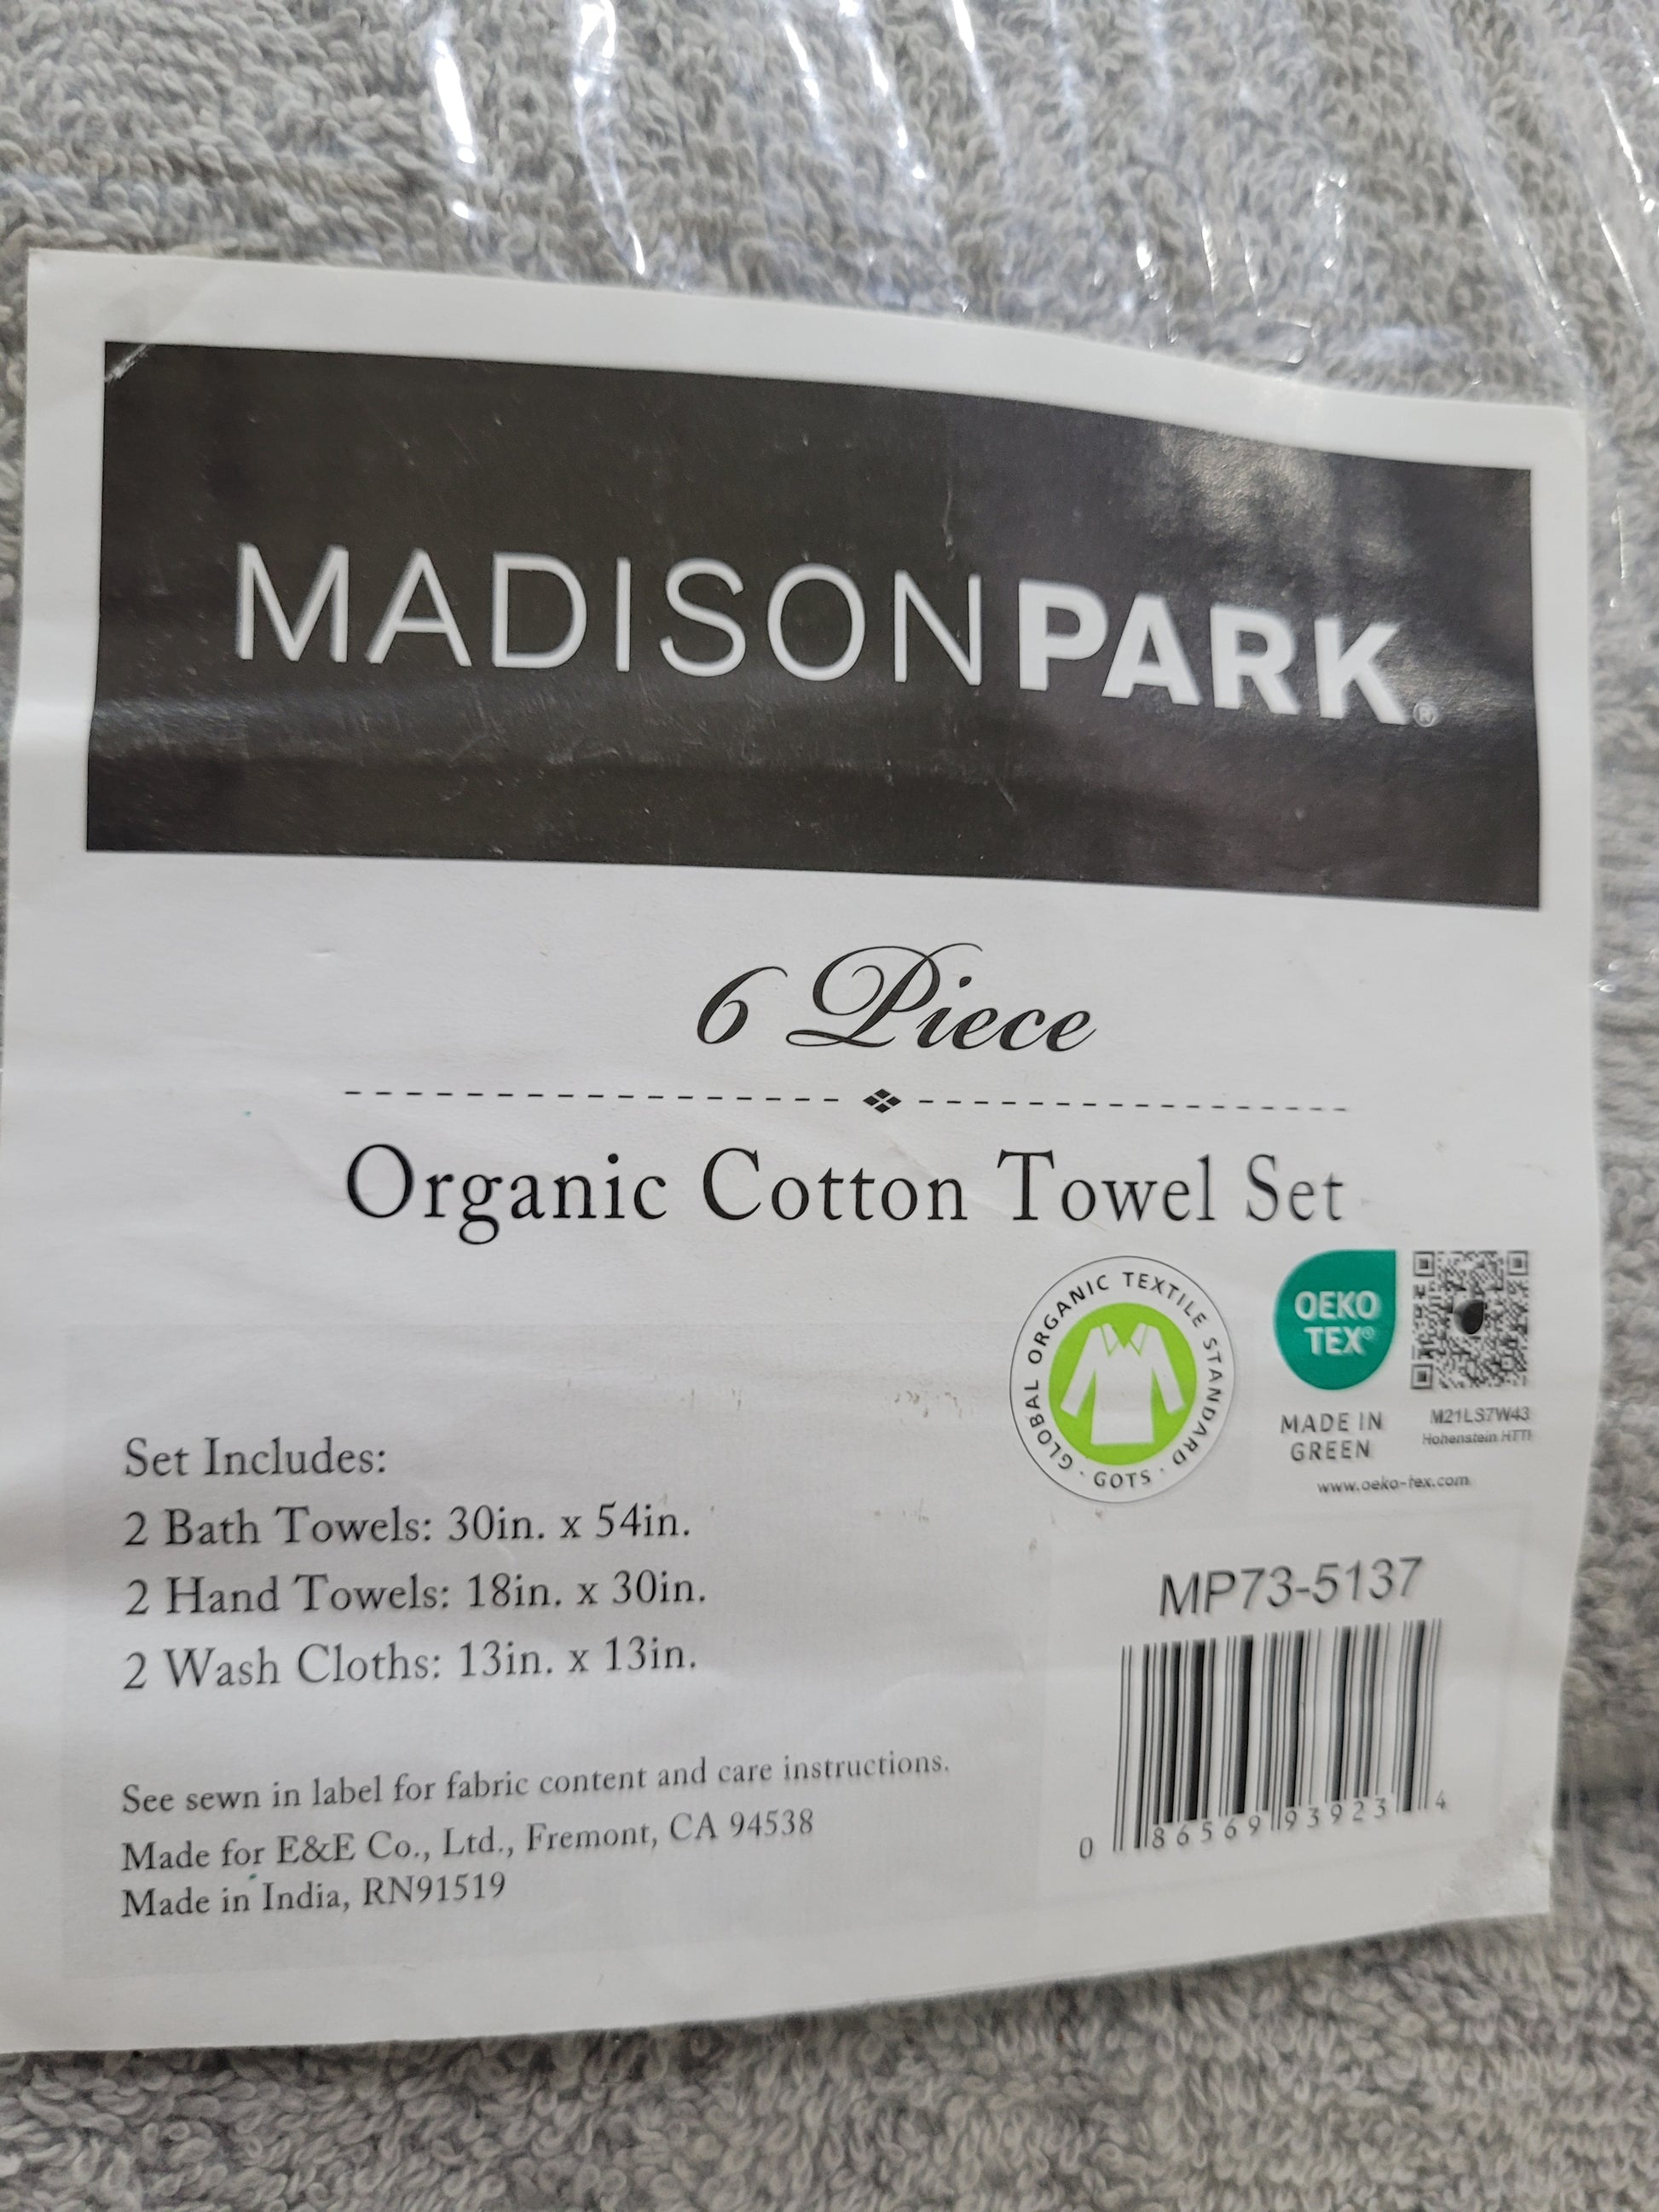 MADISONPARK®
6 Piece
Organic Cotton Towel Set
GLOBAL ORGANIC TEXTILE STANDARD · GOTS ·
OEKO
TEX®
MADE IN
GREEN
M21LS7W43
Hohenstein HTTI
www.oeko-tex.com
Set Includes:
2 Bath Towels: 30in. x 54in.
2 Hand Towels: 18in. x 30in.
2 Wash Cloths: 13in. x 13in.
MP73-5137
0 86569 93923 4
See sewn in label for fabric content and care instructions.
Made for E&E Co., Ltd., Fremont, CA 94538
Made in India, RN91519